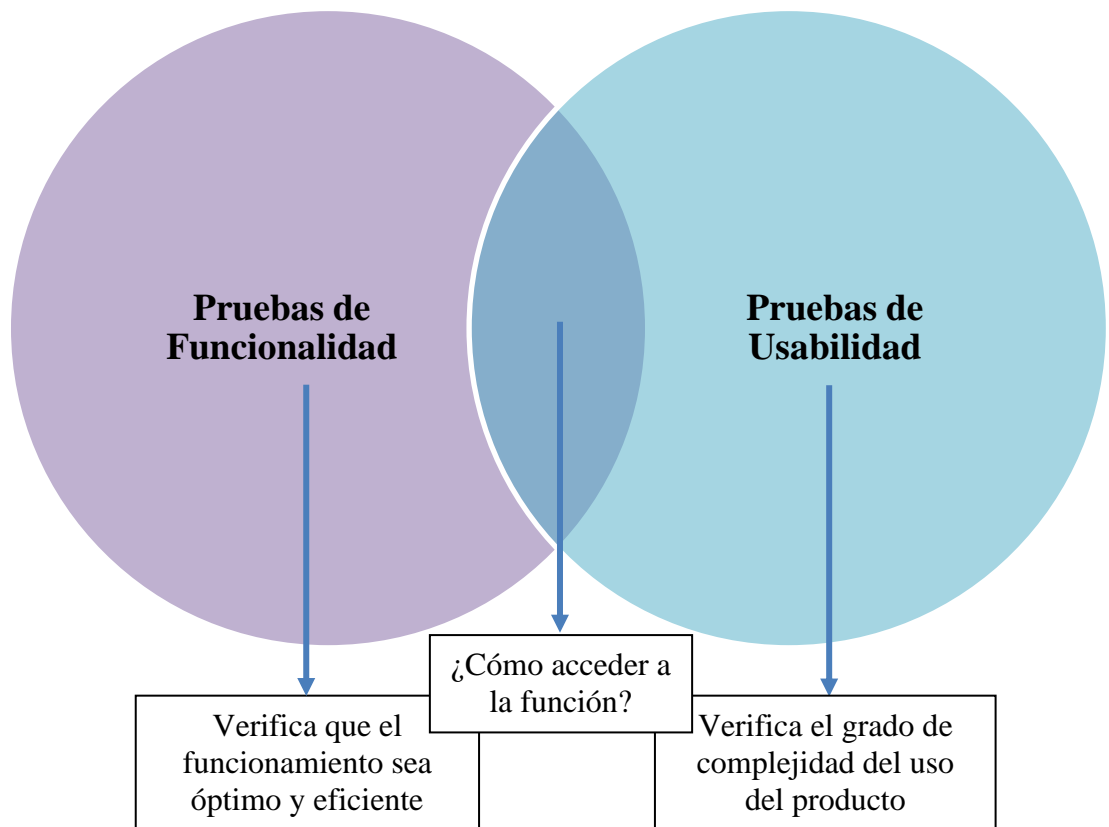 Pruebas de
Funcionalidad
Pruebas de
Usabilidad
¿Cómo acceder a
la función?
Verifica que el
funcionamiento sea
óptimo y eficiente
Verifica el grado de
complejidad del uso
del producto